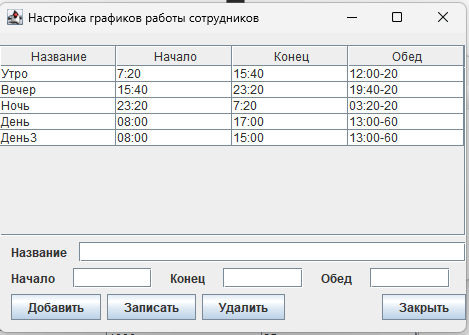 Настройка графиков работы сотрудников
Название Начало Конец Обед
Утро 7:20 15:40 12:00-20
Вечер 15:40 23:20 19:40-20
Ночь 23:20 7:20 03:20-20
День 08:00 17:00 13:00-60
День3 08:00 15:00 13:00-60
Название
Начало Конец Обед
Добавить Записать Удалить Закрыть